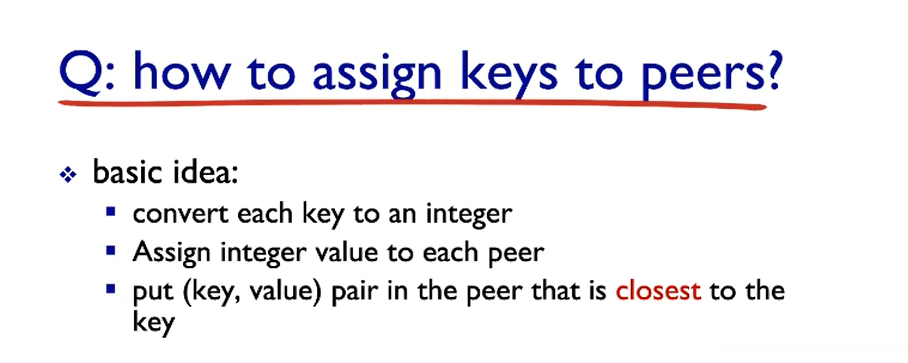 Q: how to assign keys to peers?
basic idea:
convert each key to an integer
Assign integer value to each peer
put (key, value) pair in the peer that is closest to the
key